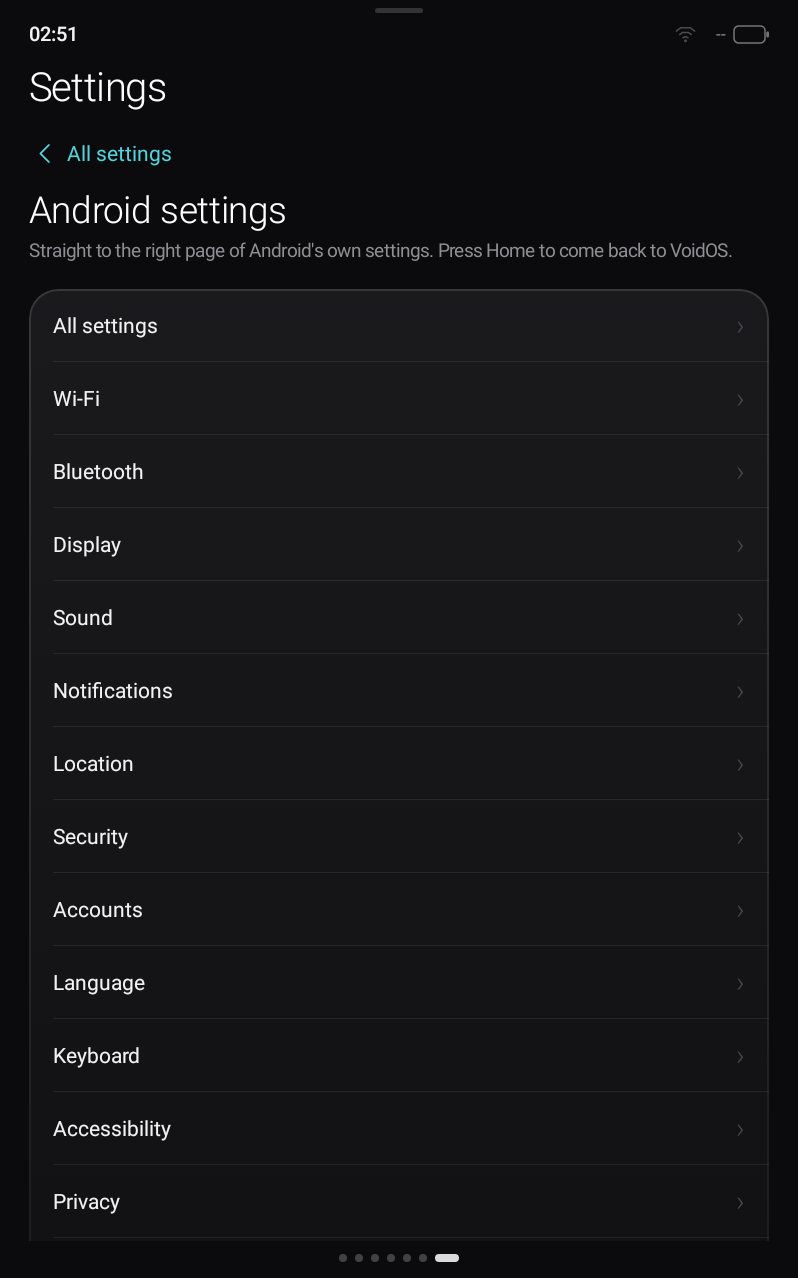 02:51
--
Settings
All settings
Android settings
Straight to the right page of Android's own settings. Press Home to come back to VoidOS.
All settings
Wi-Fi
Bluetooth
Display
Sound
Notifications
Location
Security
Accounts
Language
Keyboard
Accessibility
Privacy